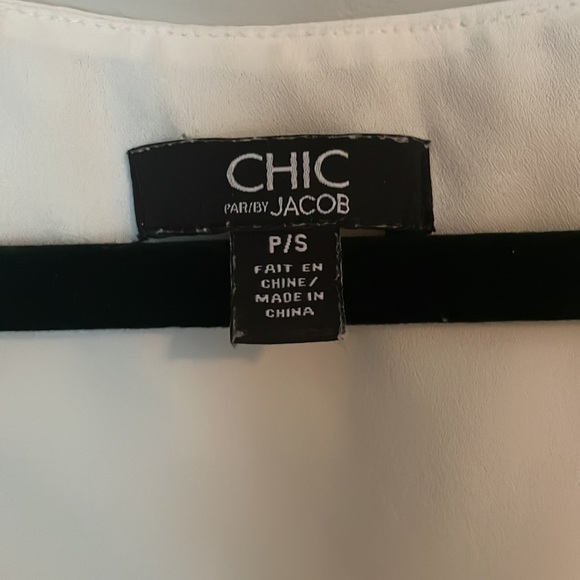 CHIC
PAR/BY JACOB
P/S
FAIT EN
CHINE/
MADE IN
CHINA